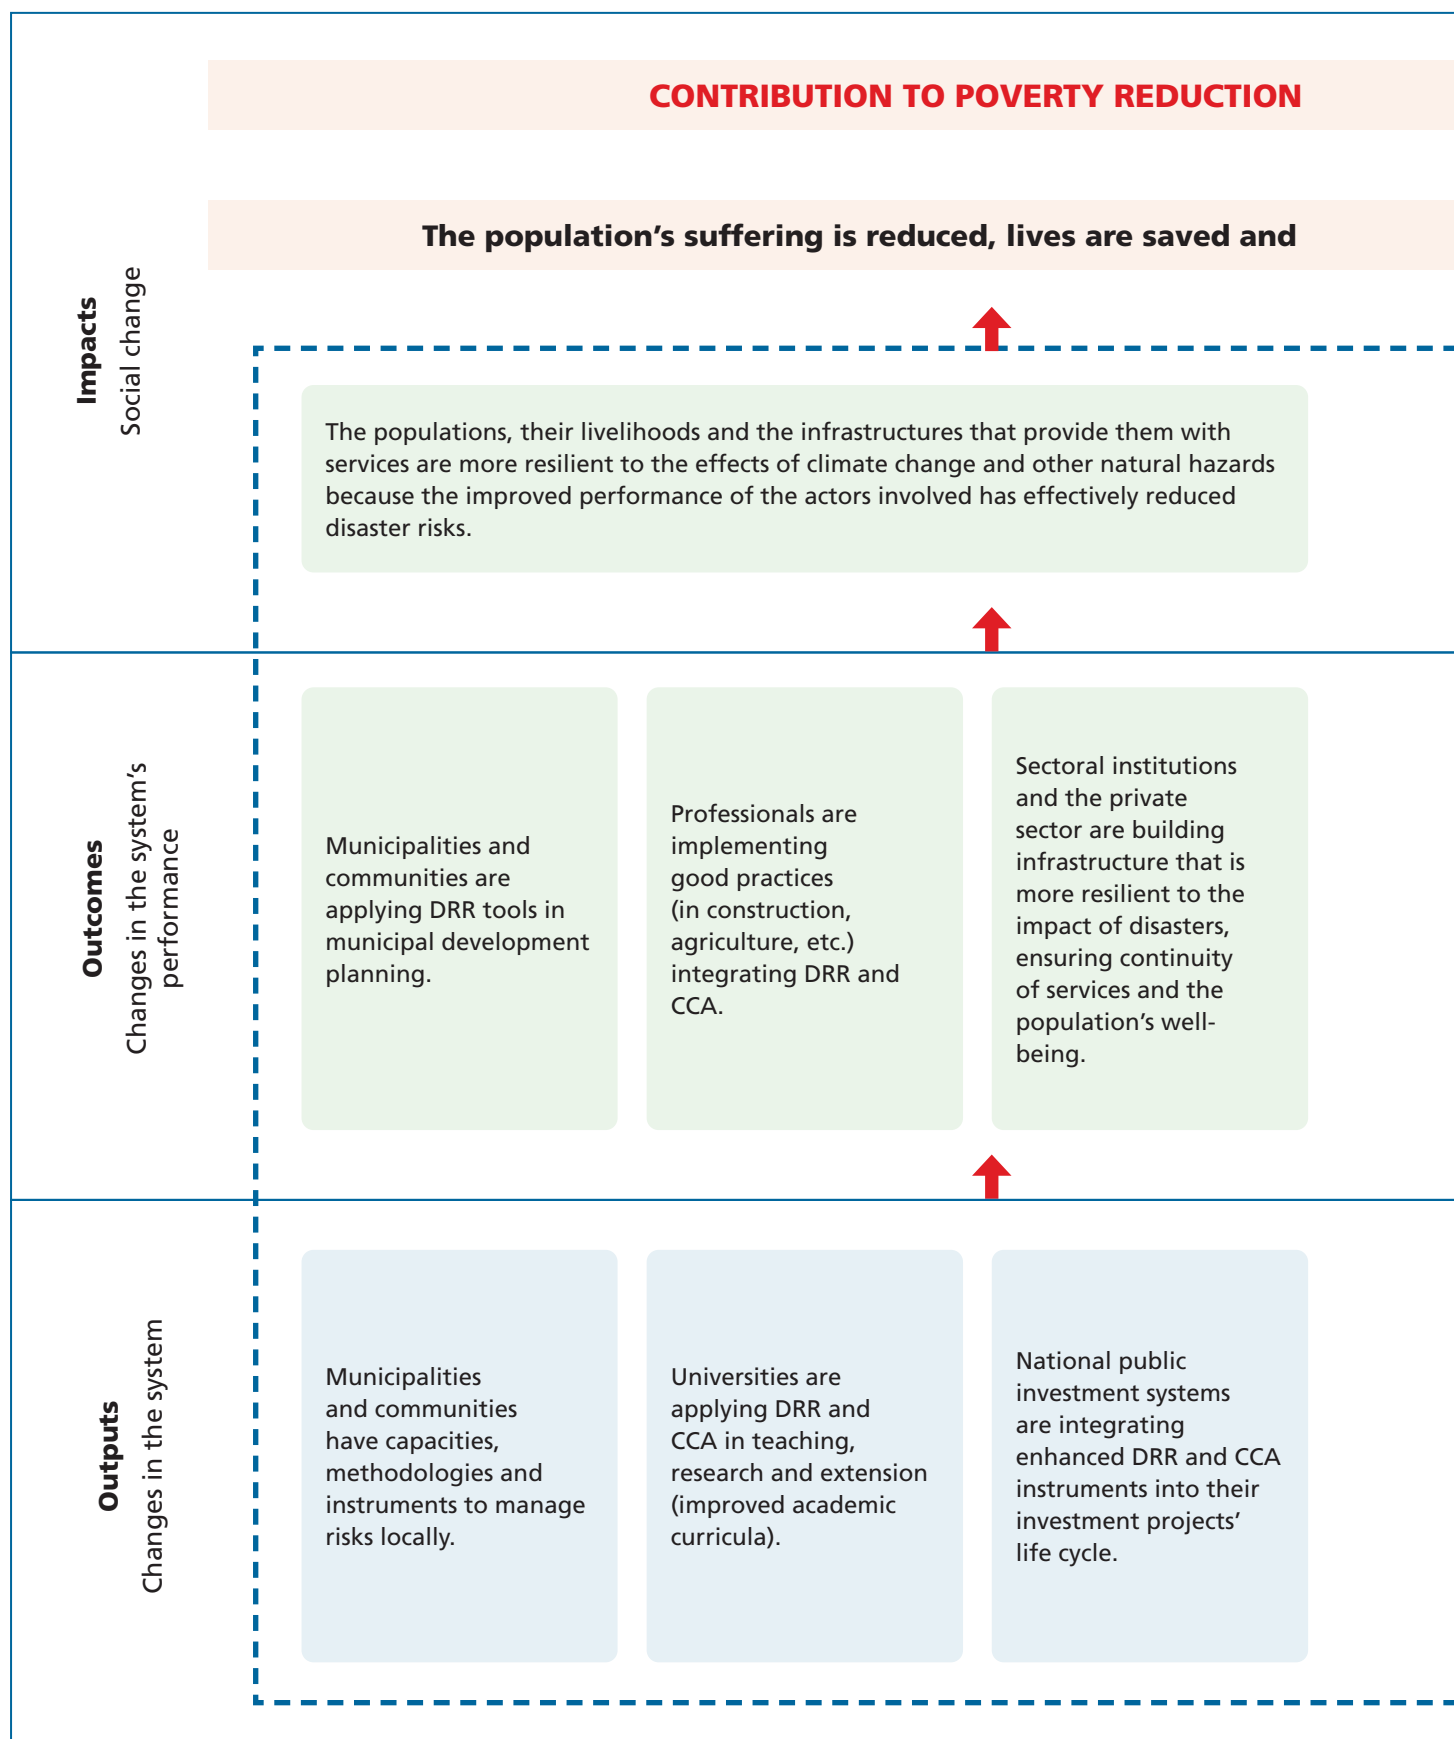 CONTRIBUTION TO POVERTY REDUCTION
The population’s suffering is reduced, lives are saved and
Impacts
Social change
The populations, their livelihoods and the infrastructures that provide them with
services are more resilient to the effects of climate change and other natural hazards
because the improved performance of the actors involved has effectively reduced
disaster risks.
Outcomes
Changes in the system’s
performance
Municipalities and
communities are
applying DRR tools in
municipal development
planning.
Professionals are
implementing
good practices
(in construction,
agriculture, etc.)
integrating DRR and
CCA.
Sectoral institutions
and the private
sector are building
infrastructure that is
more resilient to the
impact of disasters,
ensuring continuity
of services and the
population’s well-
being.
Outputs
Changes in the system
Municipalities
and communities
have capacities,
methodologies and
instruments to manage
risks locally.
Universities are
applying DRR and
CCA in teaching,
research and extension
(improved academic
curricula).
National public
investment systems
are integrating
enhanced DRR and CCA
instruments into their
investment projects’
life cycle.